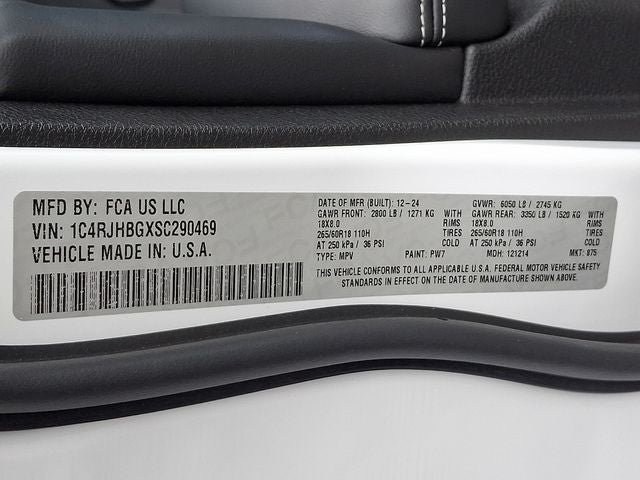 MFD BY: FCA US LLC
VIN: 1C4RJHBGXSC290469
VEHICLE MADE IN: U.S.A.
DATE OF MFR (BUILT): 12-24 GVWR: 6050 LB / 2745 KG
GAWR FRONT: 2800 LB / 1271 KG WITH GAWR REAR: 3350 LB / 1520 KG WITH
18X8.0 RIMS 18X8.0 RIMS
265/60R18 110H TIRES 265/60R18 110H TIRES
AT 250 kPa / 36 PSI COLD AT 250 kPa / 36 PSI COLD
TYPE: MPV PAINT: PW7 MDH: 121214 MKT: 875
THIS VEHICLE CONFORMS TO ALL APPLICABLE U.S.A. FEDERAL MOTOR VEHICLE SAFETY
STANDARDS IN EFFECT ON THE DATE OF MANUFACTURE SHOWN ABOVE.